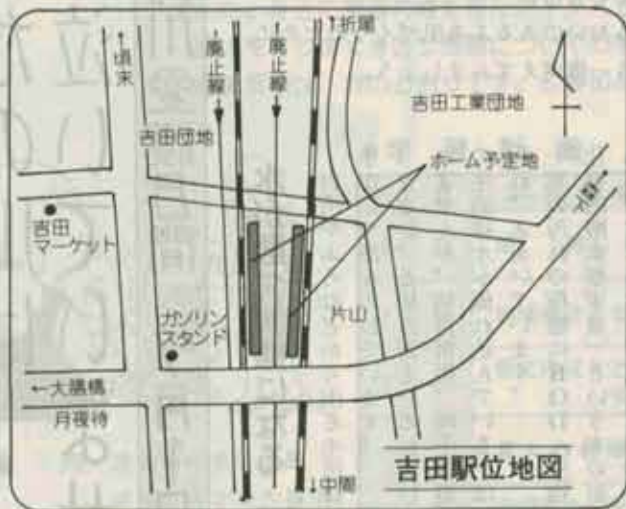 ↑頃末
←廃止線→
←廃止線→
↑折尾
吉田団地
吉田工業団地
ホーム予定地
吉田
マーケット
ガソリン
スタンド
片山
←大膳橋
月夜待
↓中間
吉田駅位地図